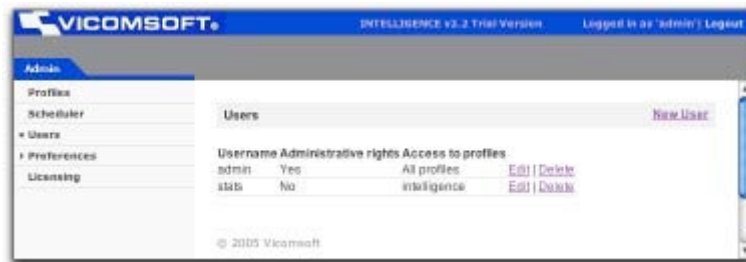 VICOMSOFT.
INTELLIGENCE v2.2 Trial Version
Logged in as 'admin' | Logout
Admin
Profiles
Scheduler
Users
Preferences
Licensing
Users
New User
Username Administrative rights Access to profiles
admin Yes All profiles Edit | Delete
stats No intelligence Edit | Delete
© 2005 Vicomsoft